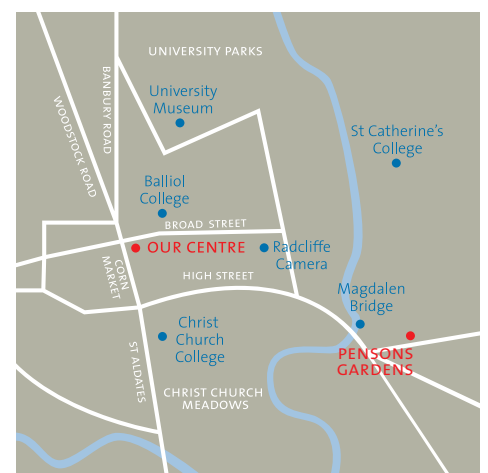 UNIVERSITY PARKS
BANBURY ROAD
WOODSTOCK ROAD
University
Museum
St Catherine's
College
Balliol
College
BROAD STREET
OUR CENTRE
Radcliffe
Camera
CORN
MARKET
HIGH STREET
Magdalen
Bridge
Christ
Church
College
ST ALDATES
PENSONS
GARDENS
CHRIST CHURCH
MEADOWS